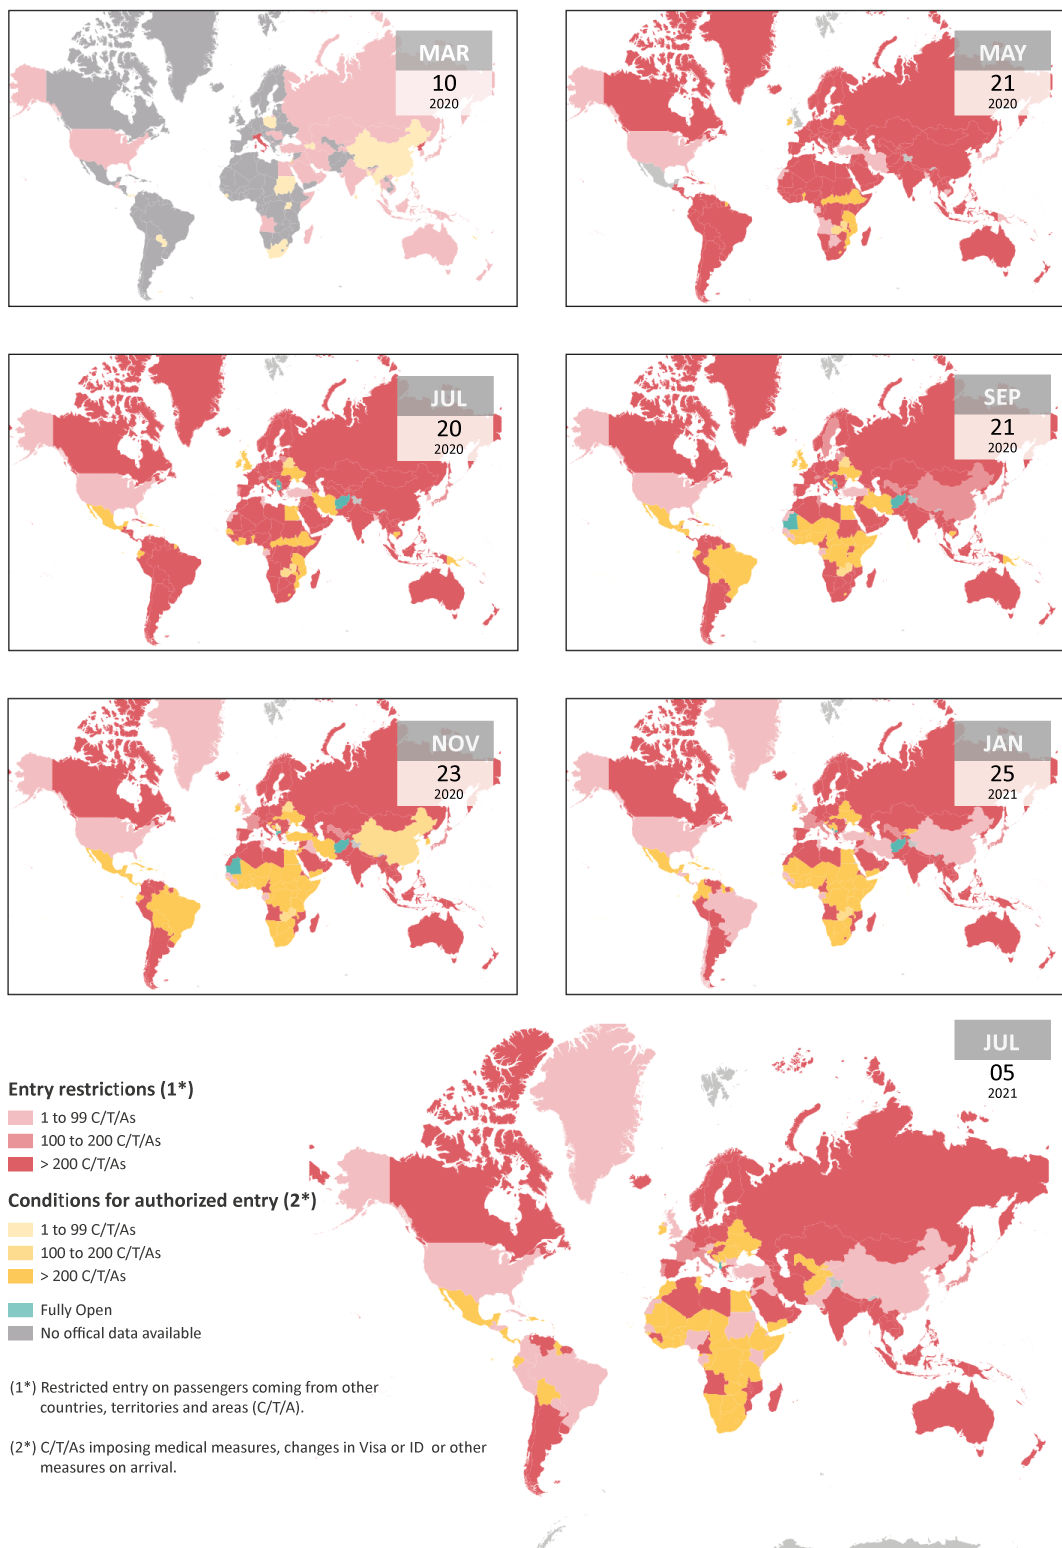 MAR
10
2020
MAY
21
2020
JUL
20
2020
SEP
21
2020
NOV
23
2020
JAN
25
2021
JUL
05
2021
Entry restrictions (1*)
1 to 99 C/T/As
100 to 200 C/T/As
> 200 C/T/As
Conditions for authorized entry (2*)
1 to 99 C/T/As
100 to 200 C/T/As
> 200 C/T/As
Fully Open
No offical data available
(1*) Restricted entry on passengers coming from other
countries, territories and areas (C/T/A).
(2*) C/T/As imposing medical measures, changes in Visa or ID or other
measures on arrival.